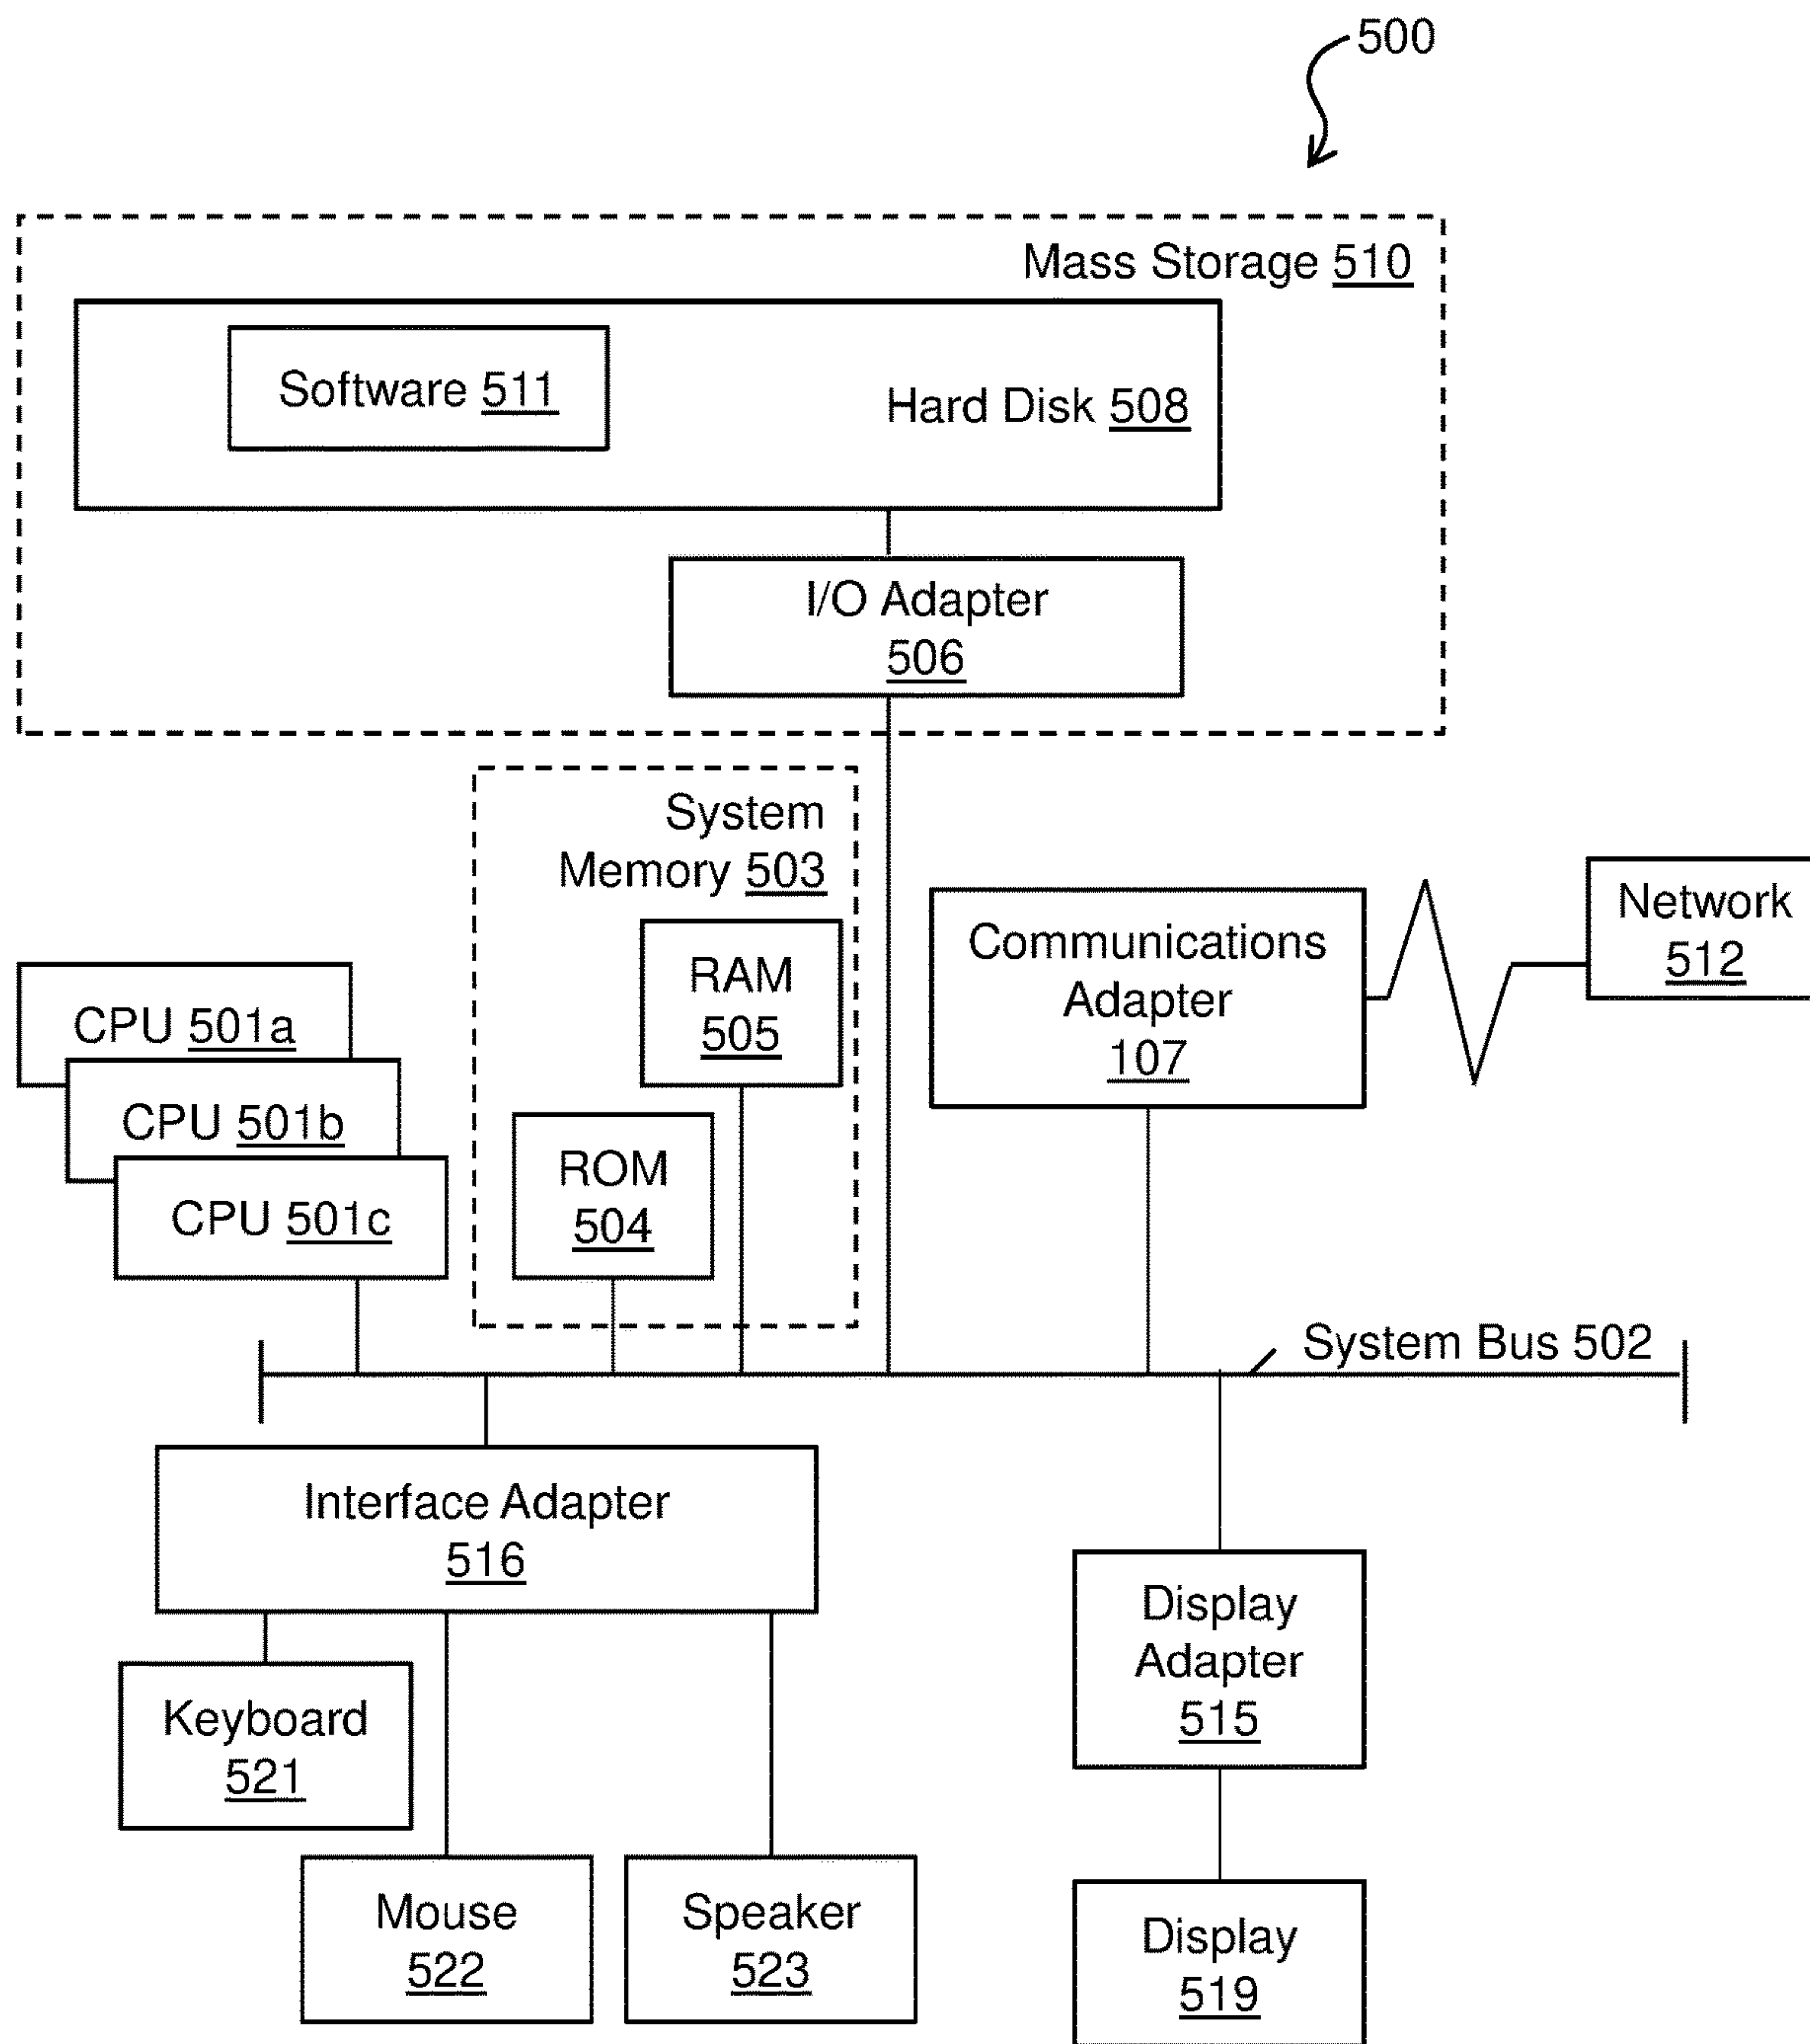 500
Mass Storage 510
Software 511
Hard Disk 508
I/O Adapter
506
System
Memory 503
RAM
505
ROM
504
Communications
Adapter
107
Network
512
CPU 501a
CPU 501b
CPU 501c
System Bus 502
Interface Adapter
516
Keyboard
521
Mouse
522
Speaker
523
Display
Adapter
515
Display
519